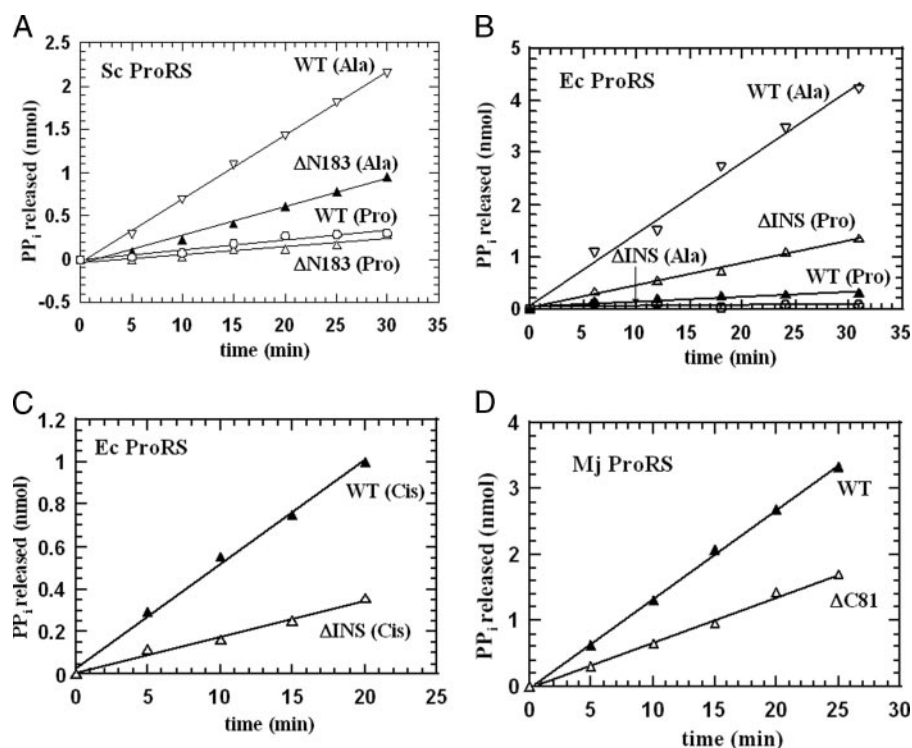 A
Sc ProRS
WT (Ala)
ΔN183 (Ala)
WT (Pro)
ΔN183 (Pro)
PPi released (nmol)
2.5
2
1.5
1
0.5
0
-0.5
0 5 10 15 20 25 30 35
time (min)
B
Ec ProRS
WT (Ala)
ΔINS (Pro)
ΔINS (Ala)
WT (Pro)
PPi released (nmol)
5
4
3
2
1
0
0 5 10 15 20 25 30 35
time (min)
C
Ec ProRS
WT (Cis)
ΔINS (Cis)
PPi released (nmol)
1.2
1
0.8
0.6
0.4
0.2
0
0 5 10 15 20 25
time (min)
D
Mj ProRS
WT
ΔC81
PPi released (nmol)
4
3
2
1
0
0 5 10 15 20 25 30
time (min)